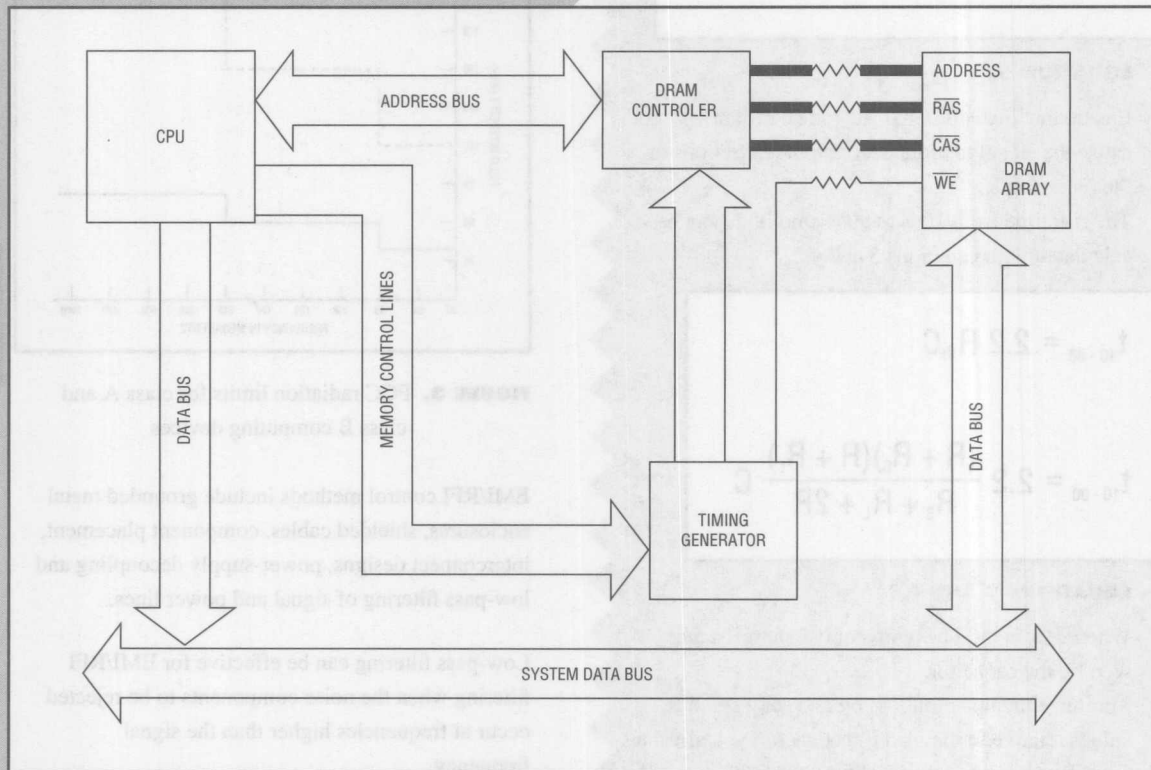 CPU
ADDRESS BUS
DRAM
CONTROLER
ADDRESS
RAS
CAS
WE
DRAM
ARRAY
DATA BUS
MEMORY CONTROL LINES
TIMING
GENERATOR
DATA BUS
SYSTEM DATA BUS
t10-90 = 2.2 R C
FIGURE 3. FCC radiation limits for class A and
class B computing devices
EMI/RFI control methods include grounded metal
enclosures, shielded cables, component placement,
interconnect designs, power-supply decoupling and
low-pass filtering of signal and power lines.
Low-pass filtering can be effective for EMI/RFI
filtering when the noise components to be rejected
occur at frequencies higher than the signal
frequency.